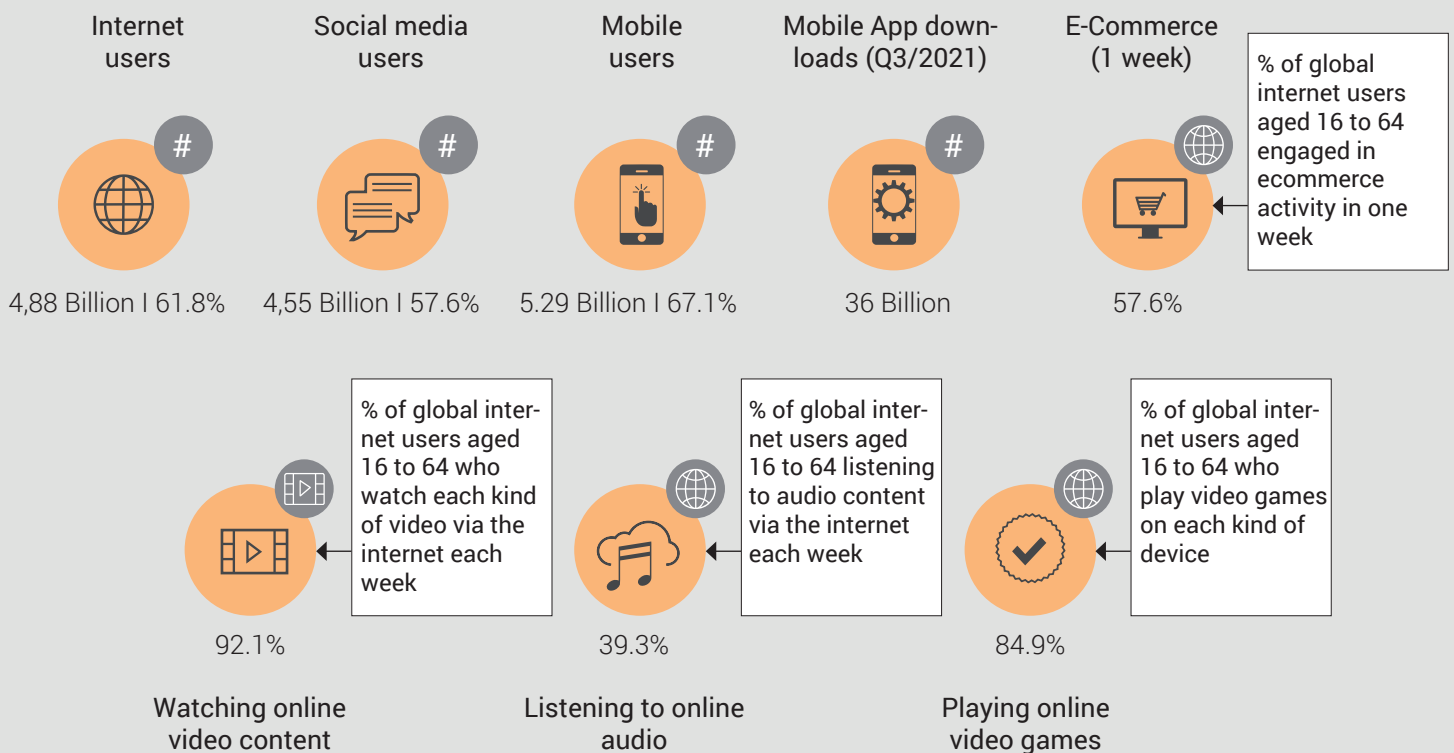 Internet
users
Social media
users
Mobile
users
Mobile App down-
loads (Q3/2021)
E-Commerce
(1 week)
% of global
internet users
aged 16 to 64
engaged in
ecommerce
activity in one
week
#
#
#
#
4,88 Billion I 61.8%
4,55 Billion I 57.6%
5.29 Billion I 67.1%
36 Billion
57.6%
% of global inter-
net users aged
16 to 64 who
watch each kind
of video via the
internet each
week
% of global inter-
net users aged
16 to 64 listening
to audio content
via the internet
each week
% of global inter-
net users aged
16 to 64 who
play video games
on each kind of
device
92.1%
39.3%
84.9%
Watching online
video content
Listening to online
audio
Playing online
video games